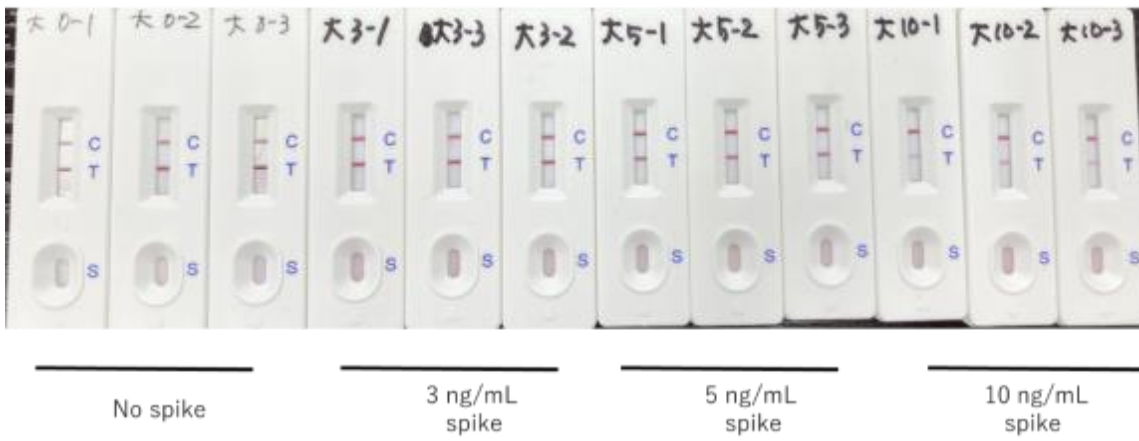 大0-1 大0-2 大0-3 大3-1 大3-3 大3-2 大5-1 大5-2 大5-3 大10-1 大10-2 大10-3
C C C C C C C C C C C C
T T T T T T T T T T T T
S S S S S S S S S S S S
No spike
3 ng/mL
spike
5 ng/mL
spike
10 ng/mL
spike